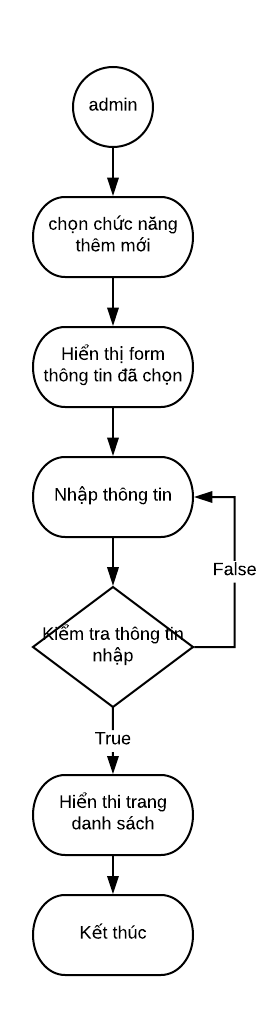 admin
chọn chức năng
thêm mới
Hiển thị form
thông tin đã chọn
Nhập thông tin
False
Kiểm tra thông tin
nhập
True
Hiển thi trang
danh sách
Kết thúc